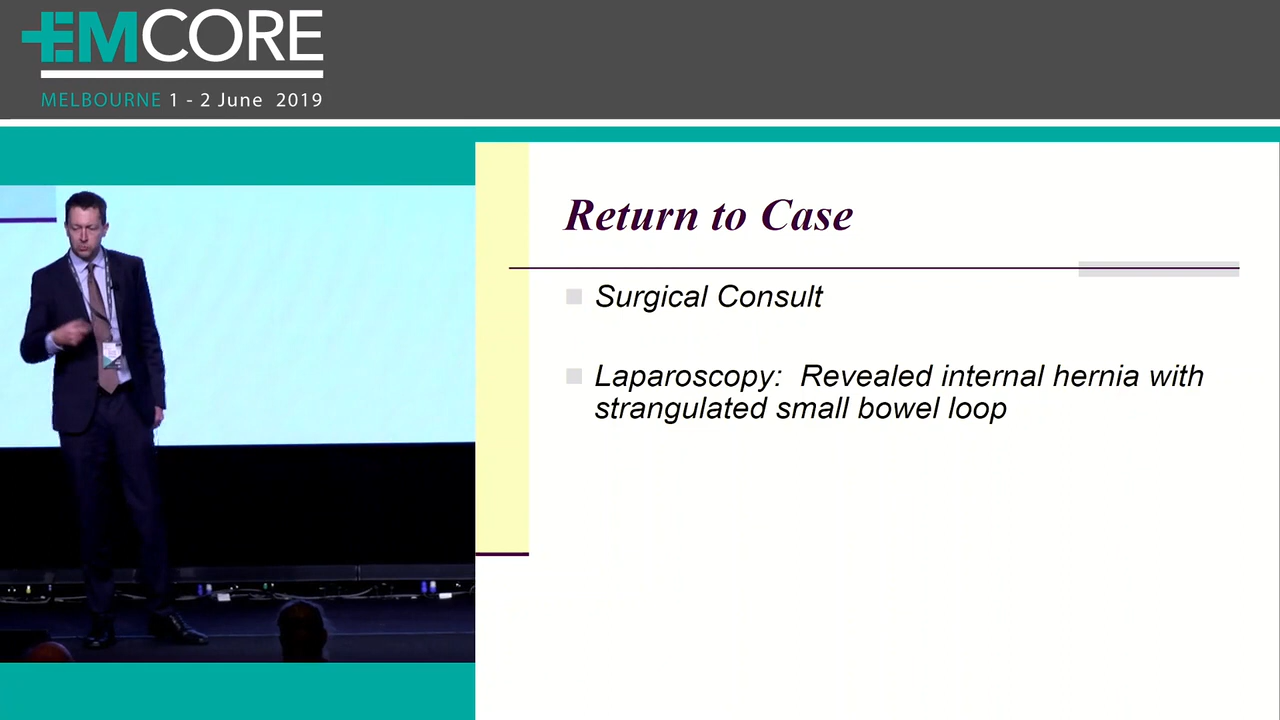 EMCORE
MELBOURNE 1 - 2 June 2019
Return to Case
Surgical Consult
Laparoscopy: Revealed internal hernia with
strangulated small bowel loop